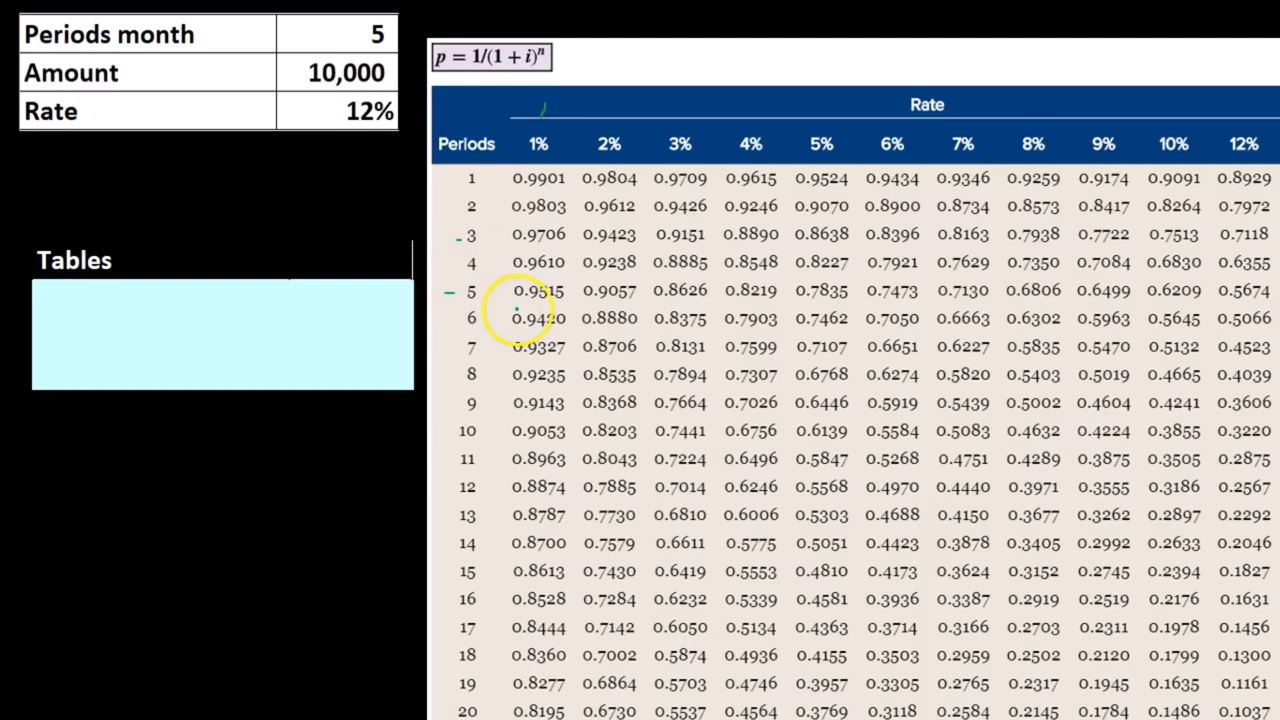 Periods month 5
Amount 10,000
Rate 12%
Tables
p = 1/(1 + i)ⁿ
Rate
Periods 1% 2% 3% 4% 5% 6% 7% 8% 9% 10% 12%
1 0.9901 0.9804 0.9709 0.9615 0.9524 0.9434 0.9346 0.9259 0.9174 0.9091 0.8929
2 0.9803 0.9612 0.9426 0.9246 0.9070 0.8900 0.8734 0.8573 0.8417 0.8264 0.7972
3 0.9706 0.9423 0.9151 0.8890 0.8638 0.8396 0.8163 0.7938 0.7722 0.7513 0.7118
4 0.9610 0.9238 0.8885 0.8548 0.8227 0.7921 0.7629 0.7350 0.7084 0.6830 0.6355
5 0.9515 0.9057 0.8626 0.8219 0.7835 0.7473 0.7130 0.6806 0.6499 0.6209 0.5674
6 0.9420 0.8880 0.8375 0.7903 0.7462 0.7050 0.6663 0.6302 0.5963 0.5645 0.5066
7 0.9327 0.8706 0.8131 0.7599 0.7107 0.6651 0.6227 0.5835 0.5470 0.5132 0.4523
8 0.9235 0.8535 0.7894 0.7307 0.6768 0.6274 0.5820 0.5403 0.5019 0.4665 0.4039
9 0.9143 0.8368 0.7664 0.7026 0.6446 0.5919 0.5439 0.5002 0.4604 0.4241 0.3606
10 0.9053 0.8203 0.7441 0.6756 0.6139 0.5584 0.5083 0.4632 0.4224 0.3855 0.3220
11 0.8963 0.8043 0.7224 0.6496 0.5847 0.5268 0.4751 0.4289 0.3875 0.3505 0.2875
12 0.8874 0.7885 0.7014 0.6246 0.5568 0.4970 0.4440 0.3971 0.3555 0.3186 0.2567
13 0.8787 0.7730 0.6810 0.6006 0.5303 0.4688 0.4150 0.3677 0.3262 0.2897 0.2292
14 0.8700 0.7579 0.6611 0.5775 0.5051 0.4423 0.3878 0.3405 0.2992 0.2633 0.2046
15 0.8613 0.7430 0.6419 0.5553 0.4810 0.4173 0.3624 0.3152 0.2745 0.2394 0.1827
16 0.8528 0.7284 0.6232 0.5339 0.4581 0.3936 0.3387 0.2919 0.2519 0.2176 0.1631
17 0.8444 0.7142 0.6050 0.5134 0.4363 0.3714 0.3166 0.2703 0.2311 0.1978 0.1456
18 0.8360 0.7002 0.5874 0.4936 0.4155 0.3503 0.2959 0.2502 0.2120 0.1799 0.1300
19 0.8277 0.6864 0.5703 0.4746 0.3957 0.3305 0.2765 0.2317 0.1945 0.1635 0.1161
20 0.8195 0.6730 0.5537 0.4564 0.3769 0.3118 0.2584 0.2145 0.1784 0.1486 0.1037